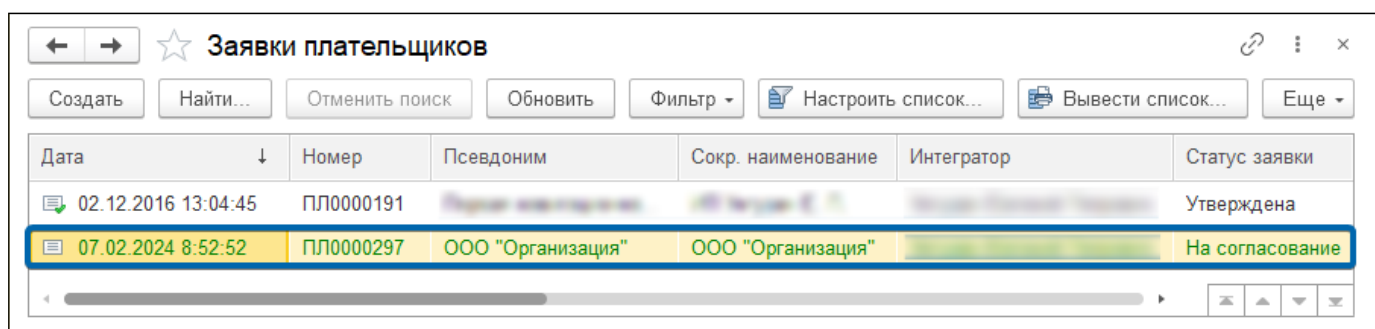 Заявки плательщиков
Создать Найти... Отменить поиск Обновить Фильтр Настроить список... Вывести список... Еще
Дата Номер Псевдоним Сокр. наименование Интегратор Статус заявки
02.12.2016 13:04:45 ПЛ0000191 Утверждена
07.02.2024 8:52:52 ПЛ0000297 ООО "Организация" ООО "Организация" На согласование